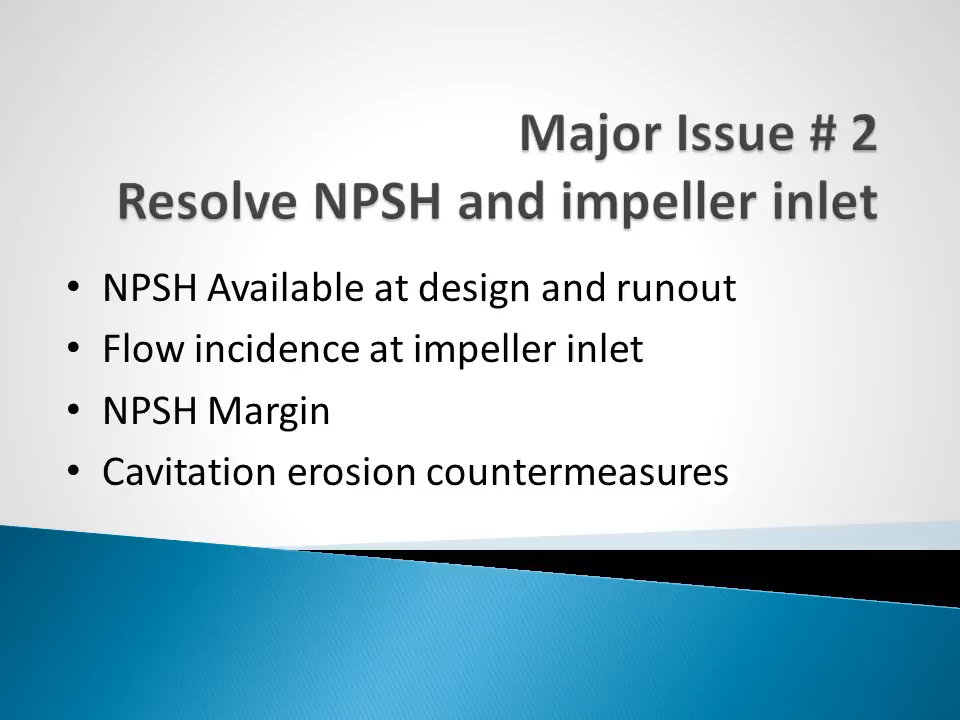 Major Issue # 2
Resolve NPSH and impeller inlet
• NPSH Available at design and runout
• Flow incidence at impeller inlet
• NPSH Margin
• Cavitation erosion countermeasures